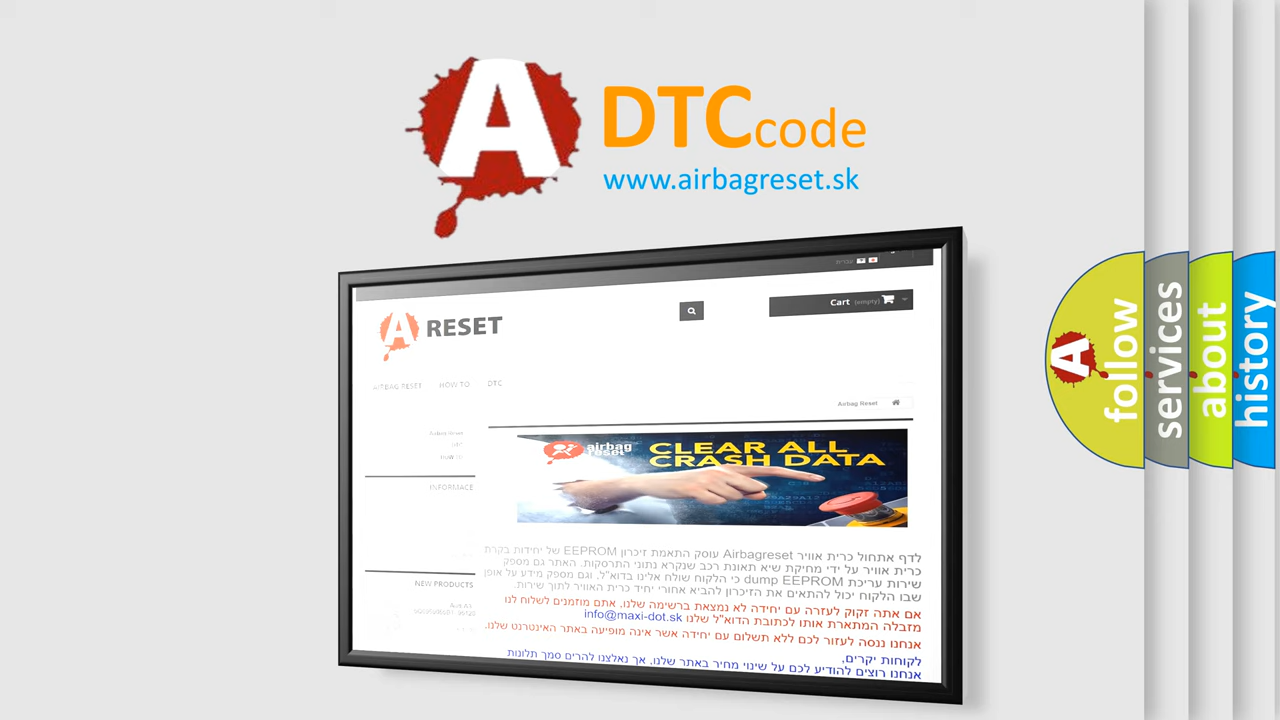 A
DTC code
www.airbagreset.sk
A RESET
Cart (empty)
AIRBAG RESET HOW TO DTC
Airbag Reset
Airbag Reset
airbag
reset
CLEAR ALL
CRASH DATA
INFORMACE
NEW PRODUCTS
לדף אתחול כרית אוויר Airbagreset עוסק התאמת זיכרון EEPROM של יחידות בקרת
כרית אוויר על ידי מחיקת שיא תאונת רכב שנקרא נתוני התרסקות. האתר גם מספק
שירות עריכת dump EEPROM כי הלקוח שולח אלינו בדוא"ל, וגם מספק מידע על אופן
שבו הלקוח יכול להתאים את הזיכרון להביא אחורי יחיד כרית האוויר לתוך שירות.
אם אתה זקוק לעזרה עם יחידה לא נמצאת ברשימה שלנו, אתם מוזמנים לשלוח לנו
מזבלה המתארת אותו לכתובת הדוא"ל שלנו info@maxi-dot.sk
אנחנו ננסה לעזור לכם ללא תשלום עם יחידה אשר אינה מופיעה באתר האינטרנט שלנו.
לקוחות יקרים,
אנחנו רוצים להודיע לכם על שינוי מחיר באתר שלנו, אך נאלצנו להרים סמך תלונות
A follow
services
about
history